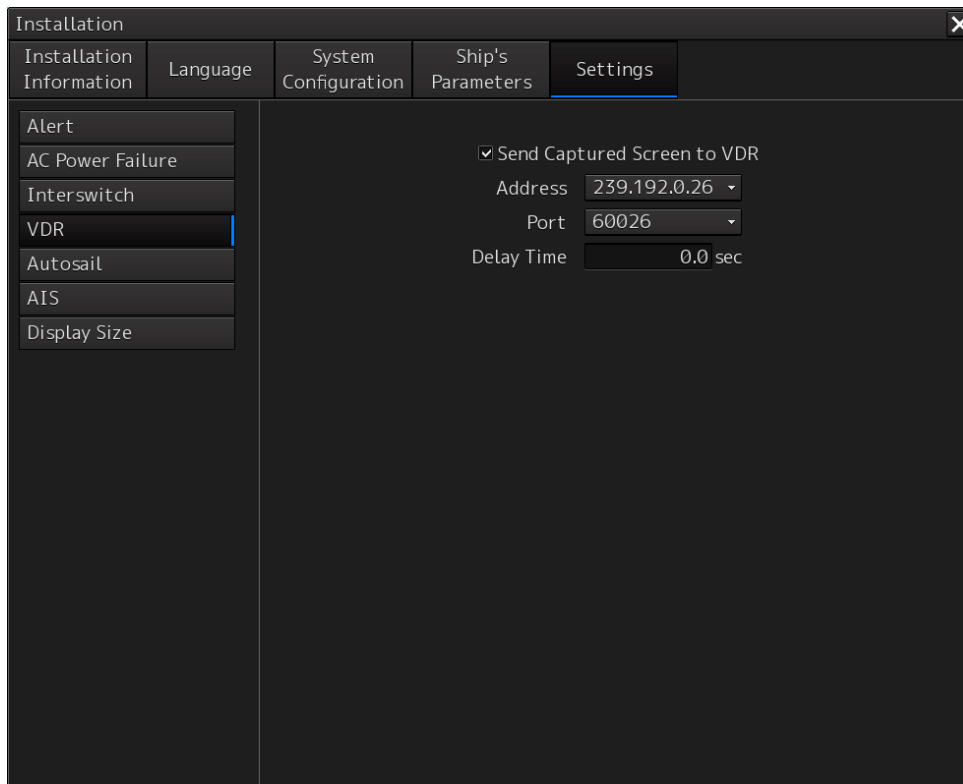 Installation
Installation
Information
Language
System
Configuration
Ship's
Parameters
Settings
Alert
AC Power Failure
Interswitch
VDR
Autosail
AIS
Display Size
Send Captured Screen to VDR
Address 239.192.0.26
Port 60026
Delay Time 0.0 sec